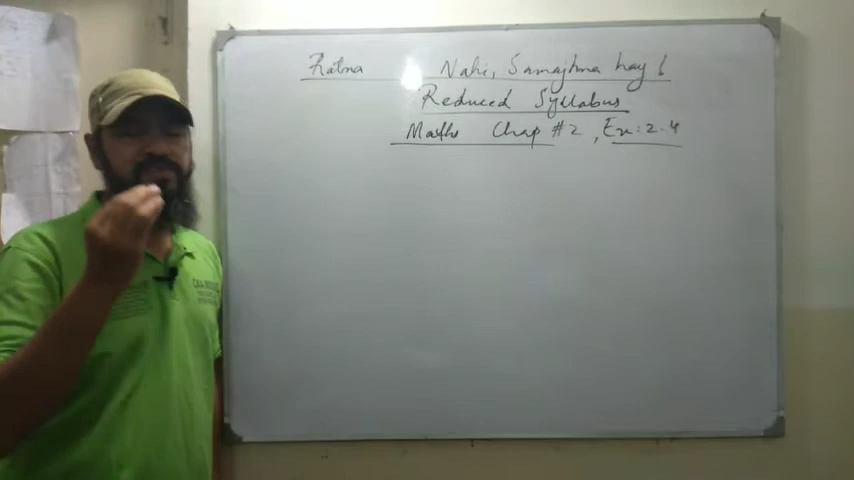 Ratna Nahi, Samajhna hay !
Reduced Syllabus
Maths Chap #2, Ex: 2.4